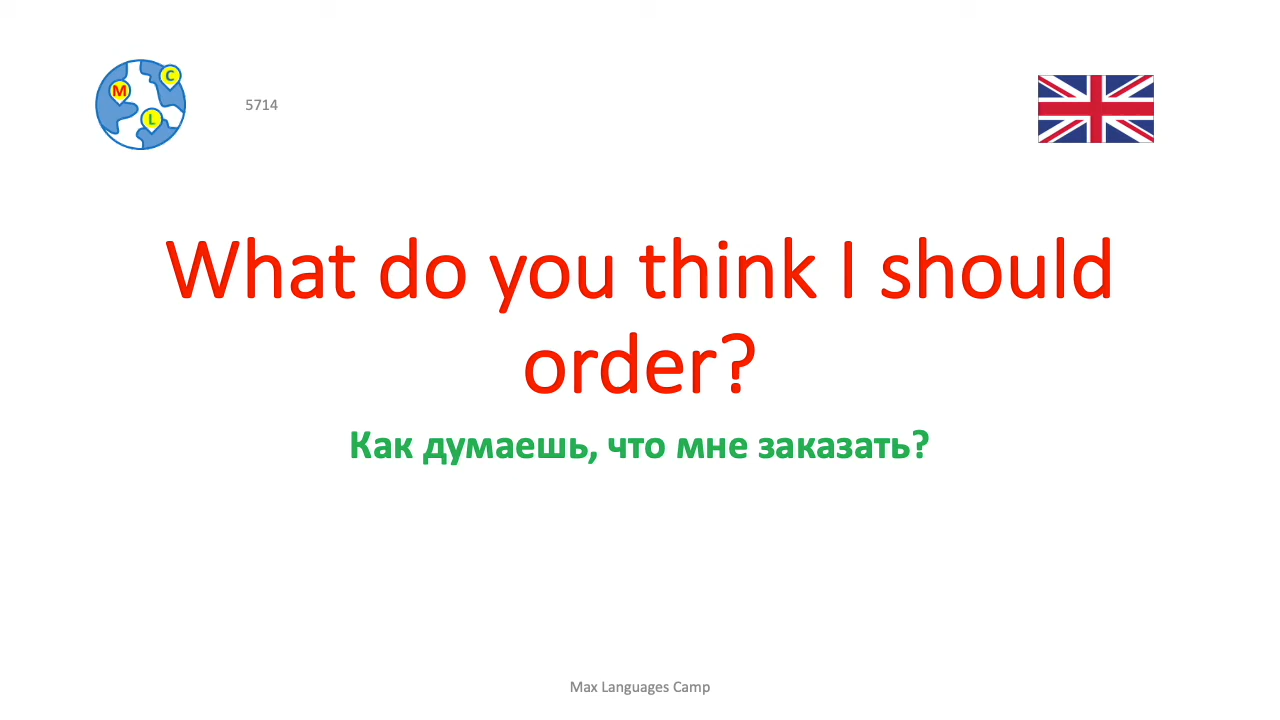 M
C
L
5714
What do you think I should
order?
Как думаешь, что мне заказать?
Max Languages Camp